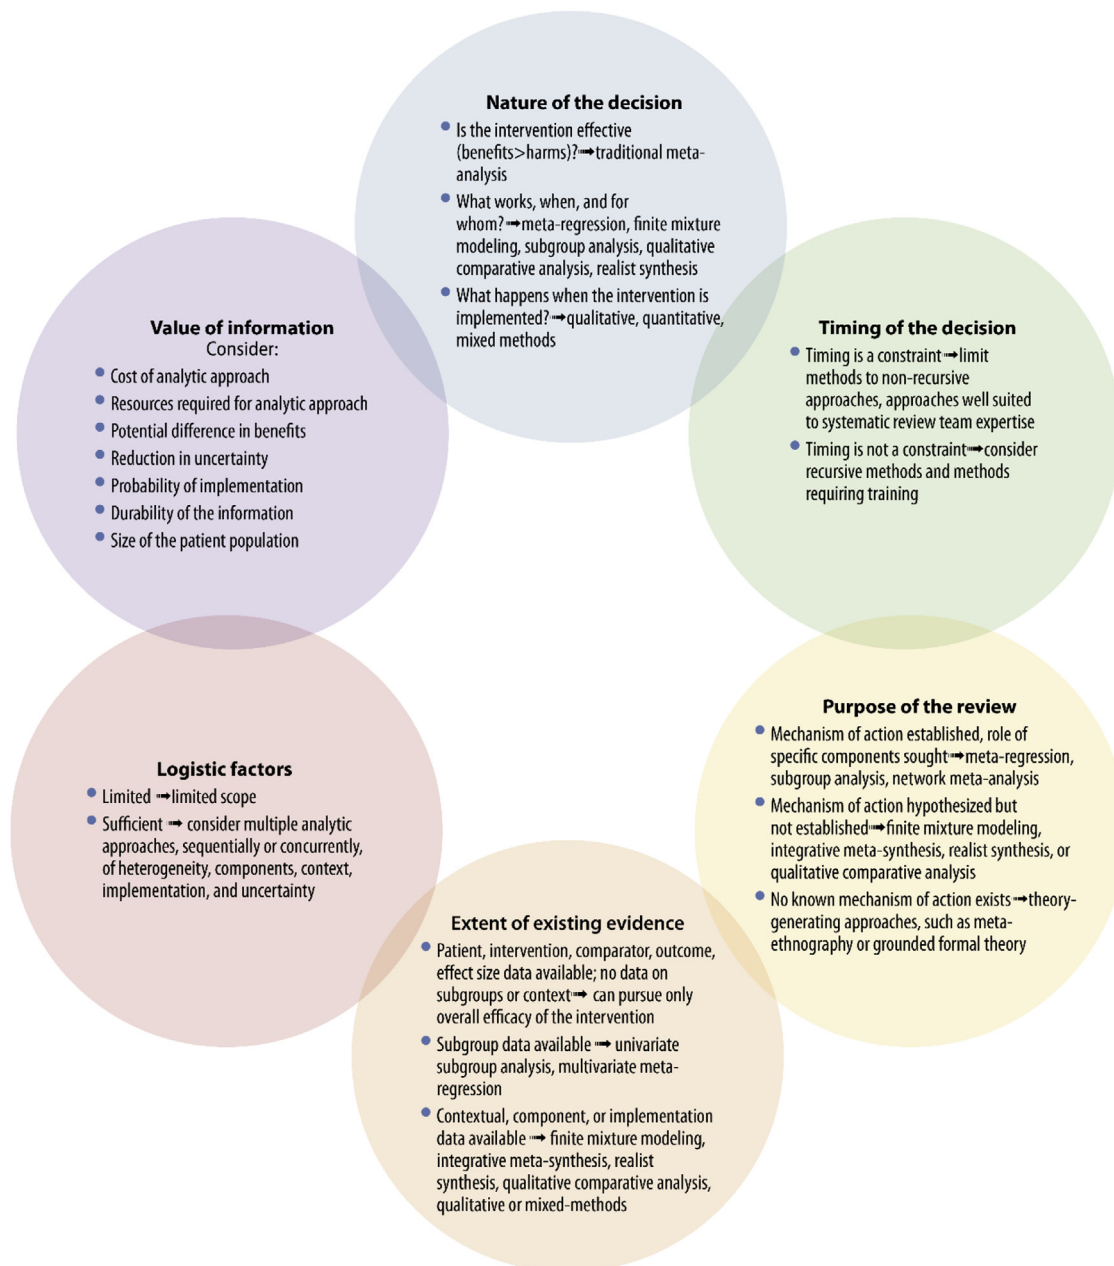 Nature of the decision
• Is the intervention effective
(benefits>harms)?➟traditional meta-
analysis
• What works, when, and for
whom?➟meta-regression, finite mixture
modeling, subgroup analysis, qualitative
comparative analysis, realist synthesis
• What happens when the intervention is
implemented?➟qualitative, quantitative,
mixed methods
Timing of the decision
• Timing is a constraint➟limit
methods to non-recursive
approaches, approaches well suited
to systematic review team expertise
• Timing is not a constraint➟consider
recursive methods and methods
requiring training
Purpose of the review
• Mechanism of action established, role of
specific components sought➟meta-regression,
subgroup analysis, network meta-analysis
• Mechanism of action hypothesized but
not established➟finite mixture modeling,
integrative meta-synthesis, realist synthesis, or
qualitative comparative analysis
• No known mechanism of action exists➟theory-
generating approaches, such as meta-
ethnography or grounded formal theory
Extent of existing evidence
• Patient, intervention, comparator, outcome,
effect size data available; no data on
subgroups or context➟ can pursue only
overall efficacy of the intervention
• Subgroup data available ➟ univariate
subgroup analysis, multivariate meta-
regression
• Contextual, component, or implementation
data available ➟ finite mixture modeling,
integrative meta-synthesis, realist
synthesis, qualitative comparative analysis,
qualitative or mixed-methods
Logistic factors
• Limited ➟limited scope
• Sufficient ➟ consider multiple analytic
approaches, sequentially or concurrently,
of heterogeneity, components, context,
implementation, and uncertainty
Value of information
Consider:
• Cost of analytic approach
• Resources required for analytic approach
• Potential difference in benefits
• Reduction in uncertainty
• Probability of implementation
• Durability of the information
• Size of the patient population